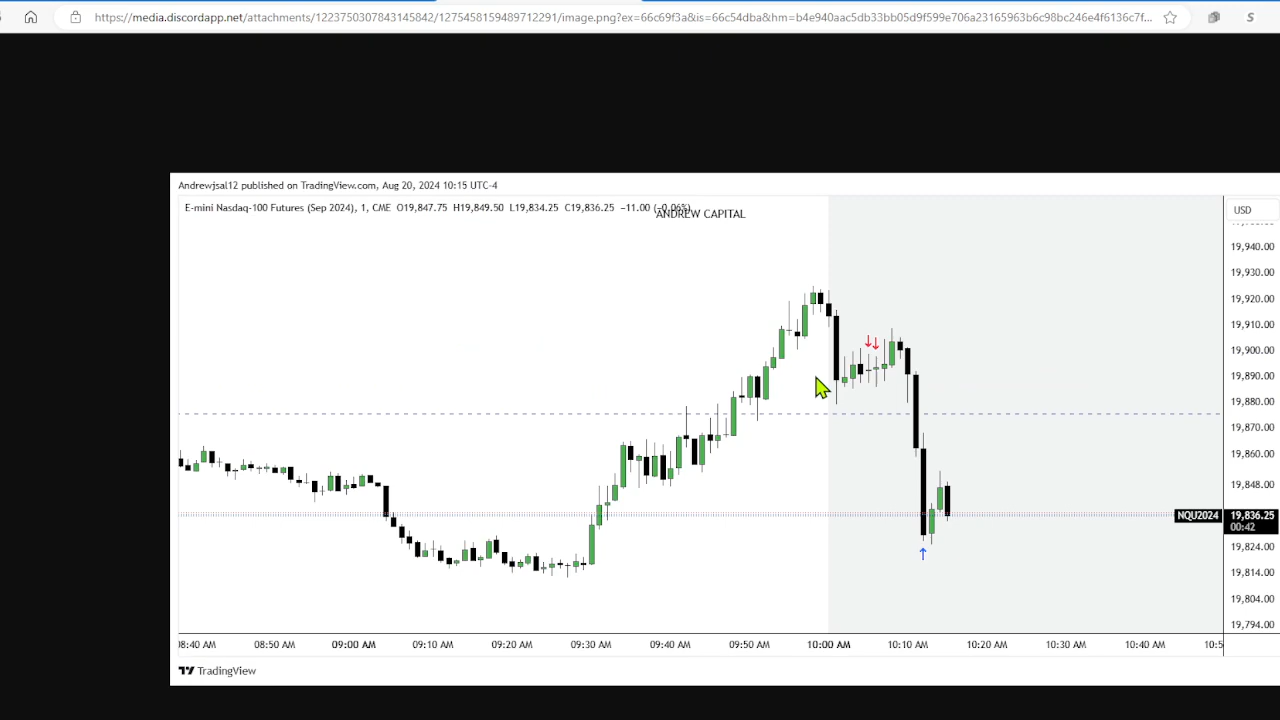 https://media.discordapp.net/attachments/1223750307843145842/1275458159489712291/image.png?ex=66c69f3a&is=66c54dba&hm=b4e940aac5db33bb05d9f599e706a23165963b6c98bc246e4f6136c7f...
Andrewjsal12 published on TradingView.com, Aug 20, 2024 10:15 UTC-4
E-mini Nasdaq-100 Futures (Sep 2024), 1, CME O19,847.75 H19,849.50 L19,834.25 C19,836.25 −11.00 (−0.06%)
ANDREW CAPITAL
USD
19,940.00
19,930.00
19,920.00
19,910.00
19,900.00
19,890.00
19,880.00
19,870.00
19,860.00
19,848.00
NQU2024 19,836.25
00:42
19,824.00
19,814.00
19,804.00
19,794.00
08:40 AM 08:50 AM 09:00 AM 09:10 AM 09:20 AM 09:30 AM 09:40 AM 09:50 AM 10:00 AM 10:10 AM 10:20 AM 10:30 AM 10:40 AM 10:5
TradingView